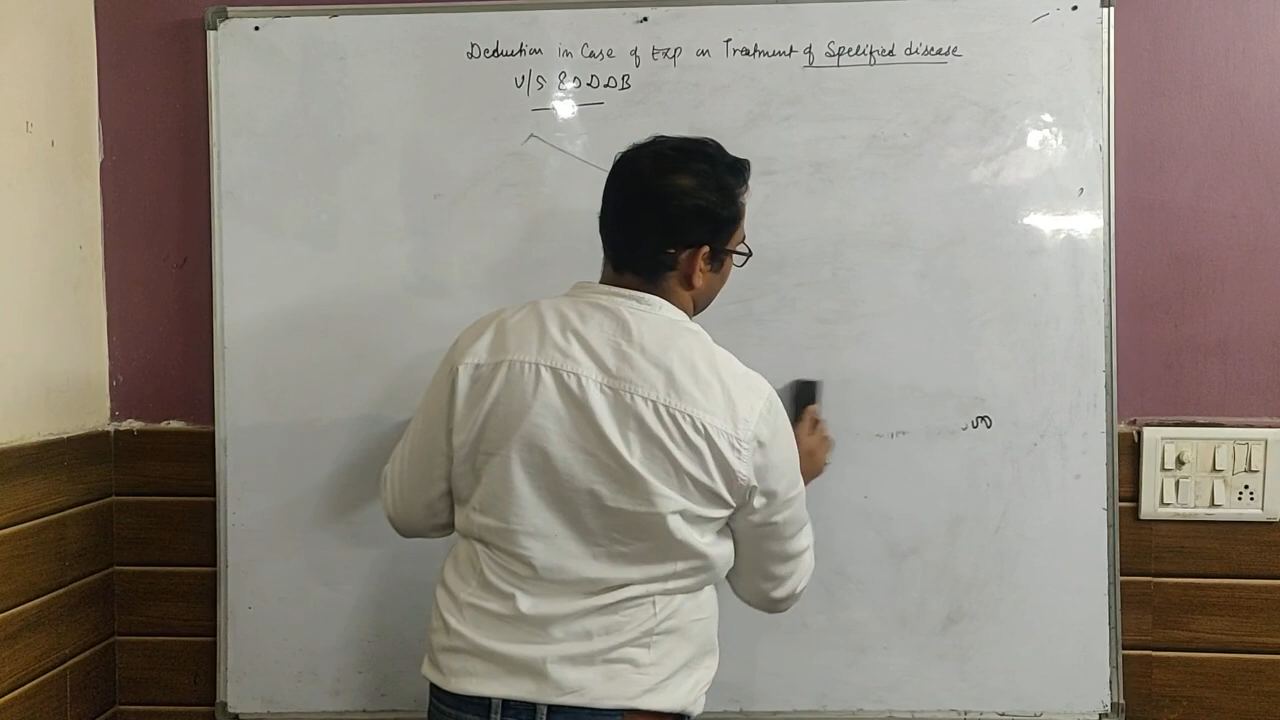 Deduction in Case of Exp on Treatment of Specified disease
U/S 80DDB